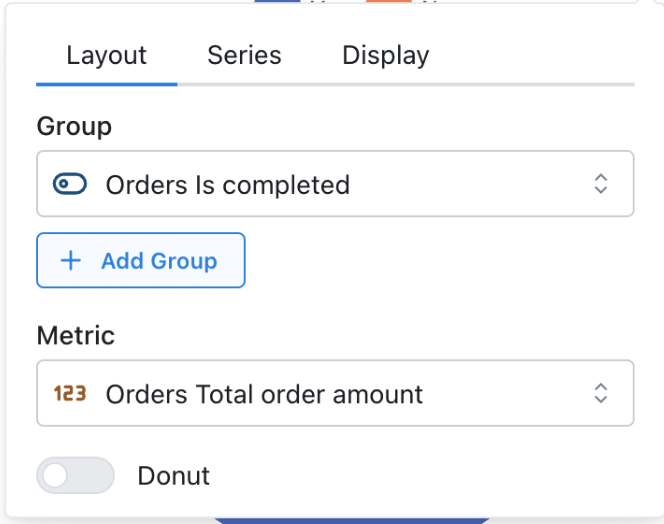 Layout Series Display
Group
Orders Is completed
+ Add Group
Metric
123 Orders Total order amount
Donut